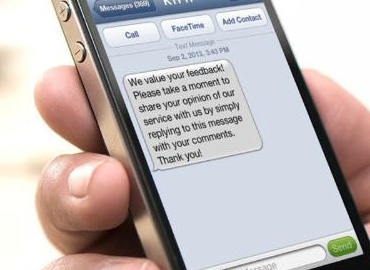 Messages (359)
Call
FaceTime
Add Contact
Text Message
Sep 2, 2013, 3:43 PM
We value your feedback!
Please take a moment to
share your opinion of our
service with us by simply
replying to this message
with your comments.
Thank you!
Send